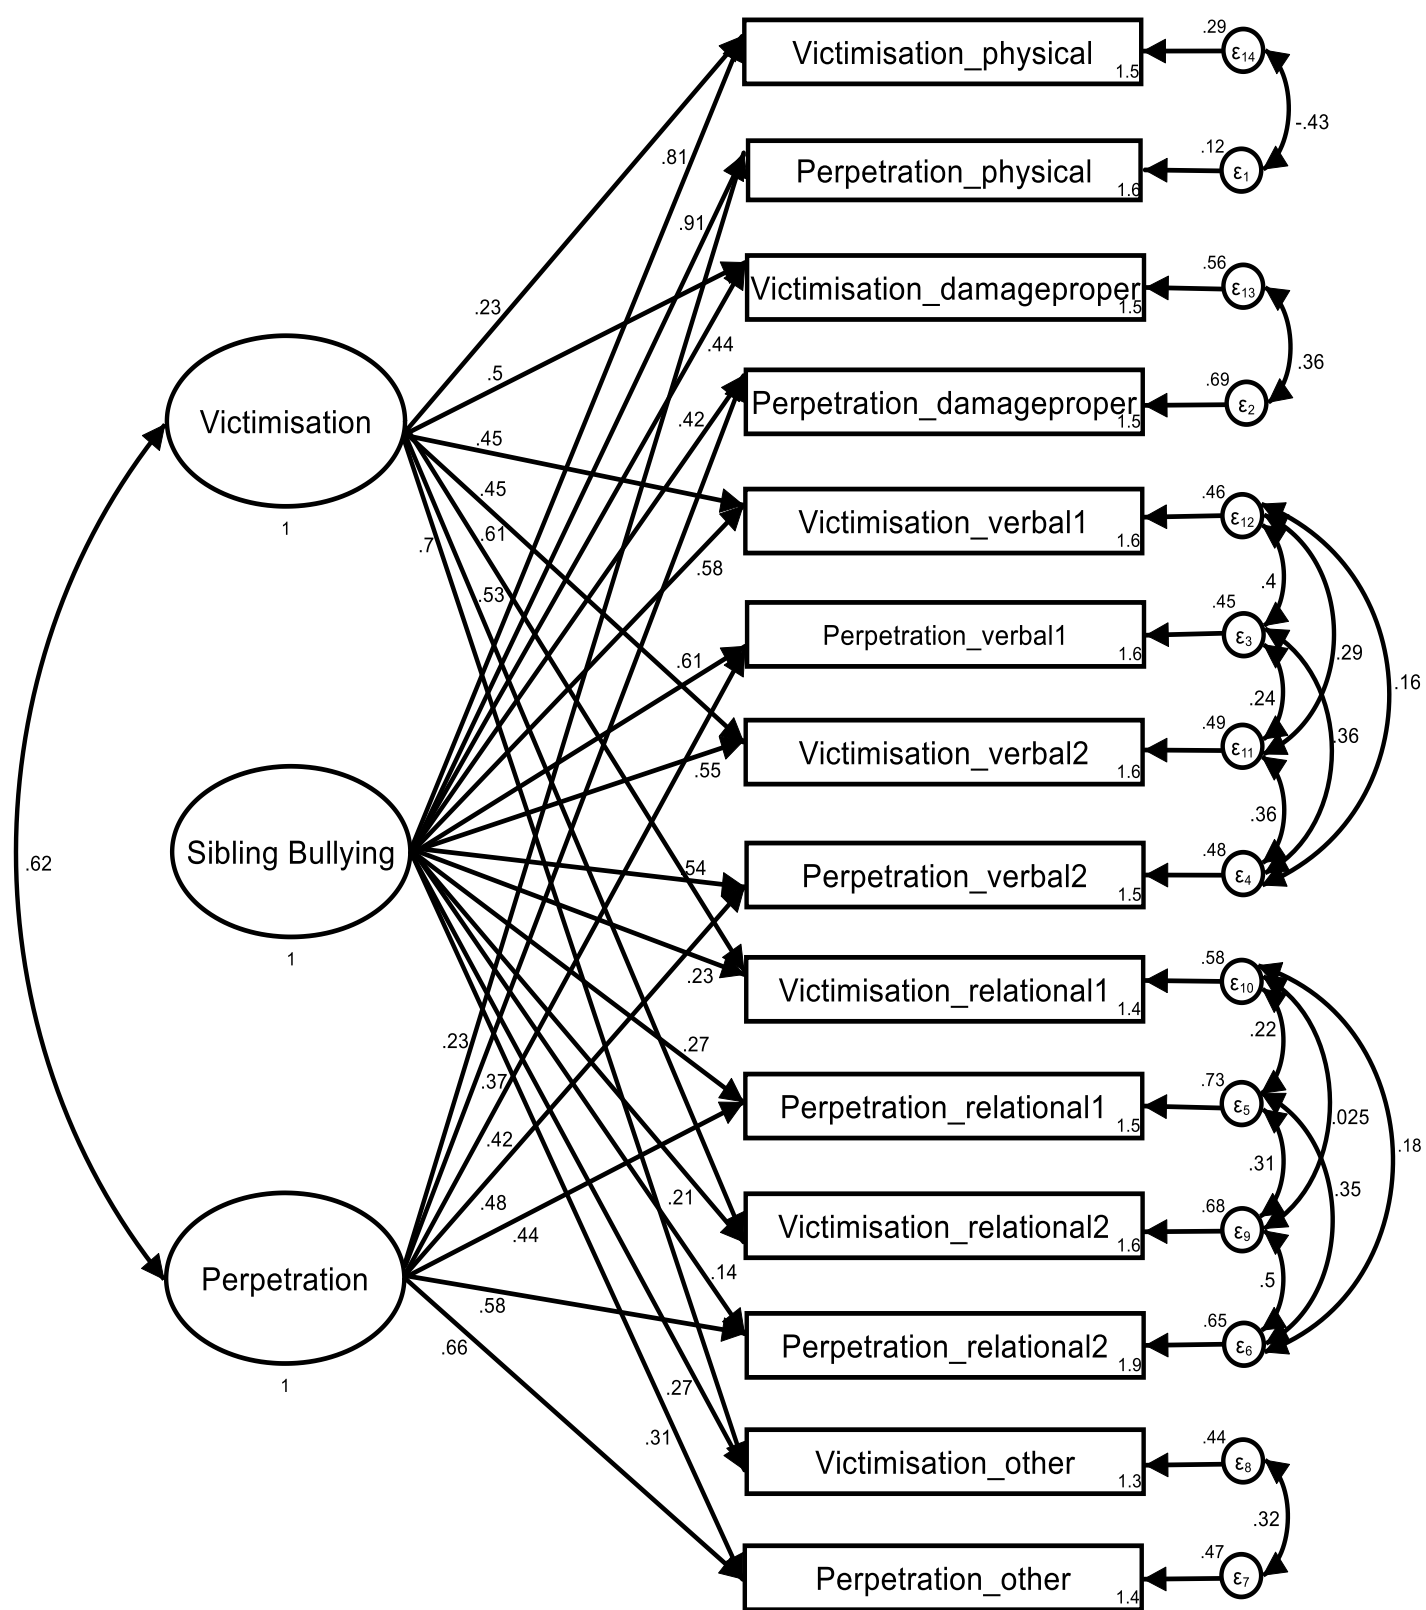 .29
Victimisation_physical
1.5
ε14
-.43
.12
Perpetration_physical
1.6
ε1
.81
.91
.56
Victimisation_damageproper
1.5
ε13
.23
.44
.36
.5
.69
Perpetration_damageproper
1.5
ε2
.42
Victimisation
1
.45
.45
.7
.61
.53
.46
Victimisation_verbal1
1.6
ε12
.58
.4
.45
Perpetration_verbal1
1.6
ε3
.61
.29
.16
.24
.36
.49
Victimisation_verbal2
1.6
ε11
.55
.36
.62
Sibling Bullying
1
.54
.48
Perpetration_verbal2
1.5
ε4
.23
.58
Victimisation_relational1
1.4
ε10
.22
.23
.27
.37
.73
Perpetration_relational1
1.5
ε5
.025
.18
.42
.31
.35
.48
.44
.21
.68
Victimisation_relational2
1.6
ε9
.14
.5
Perpetration
1
.58
.66
.65
Perpetration_relational2
1.9
ε6
.27
.31
.44
Victimisation_other
1.3
ε8
.32
.47
Perpetration_other
1.4
ε7